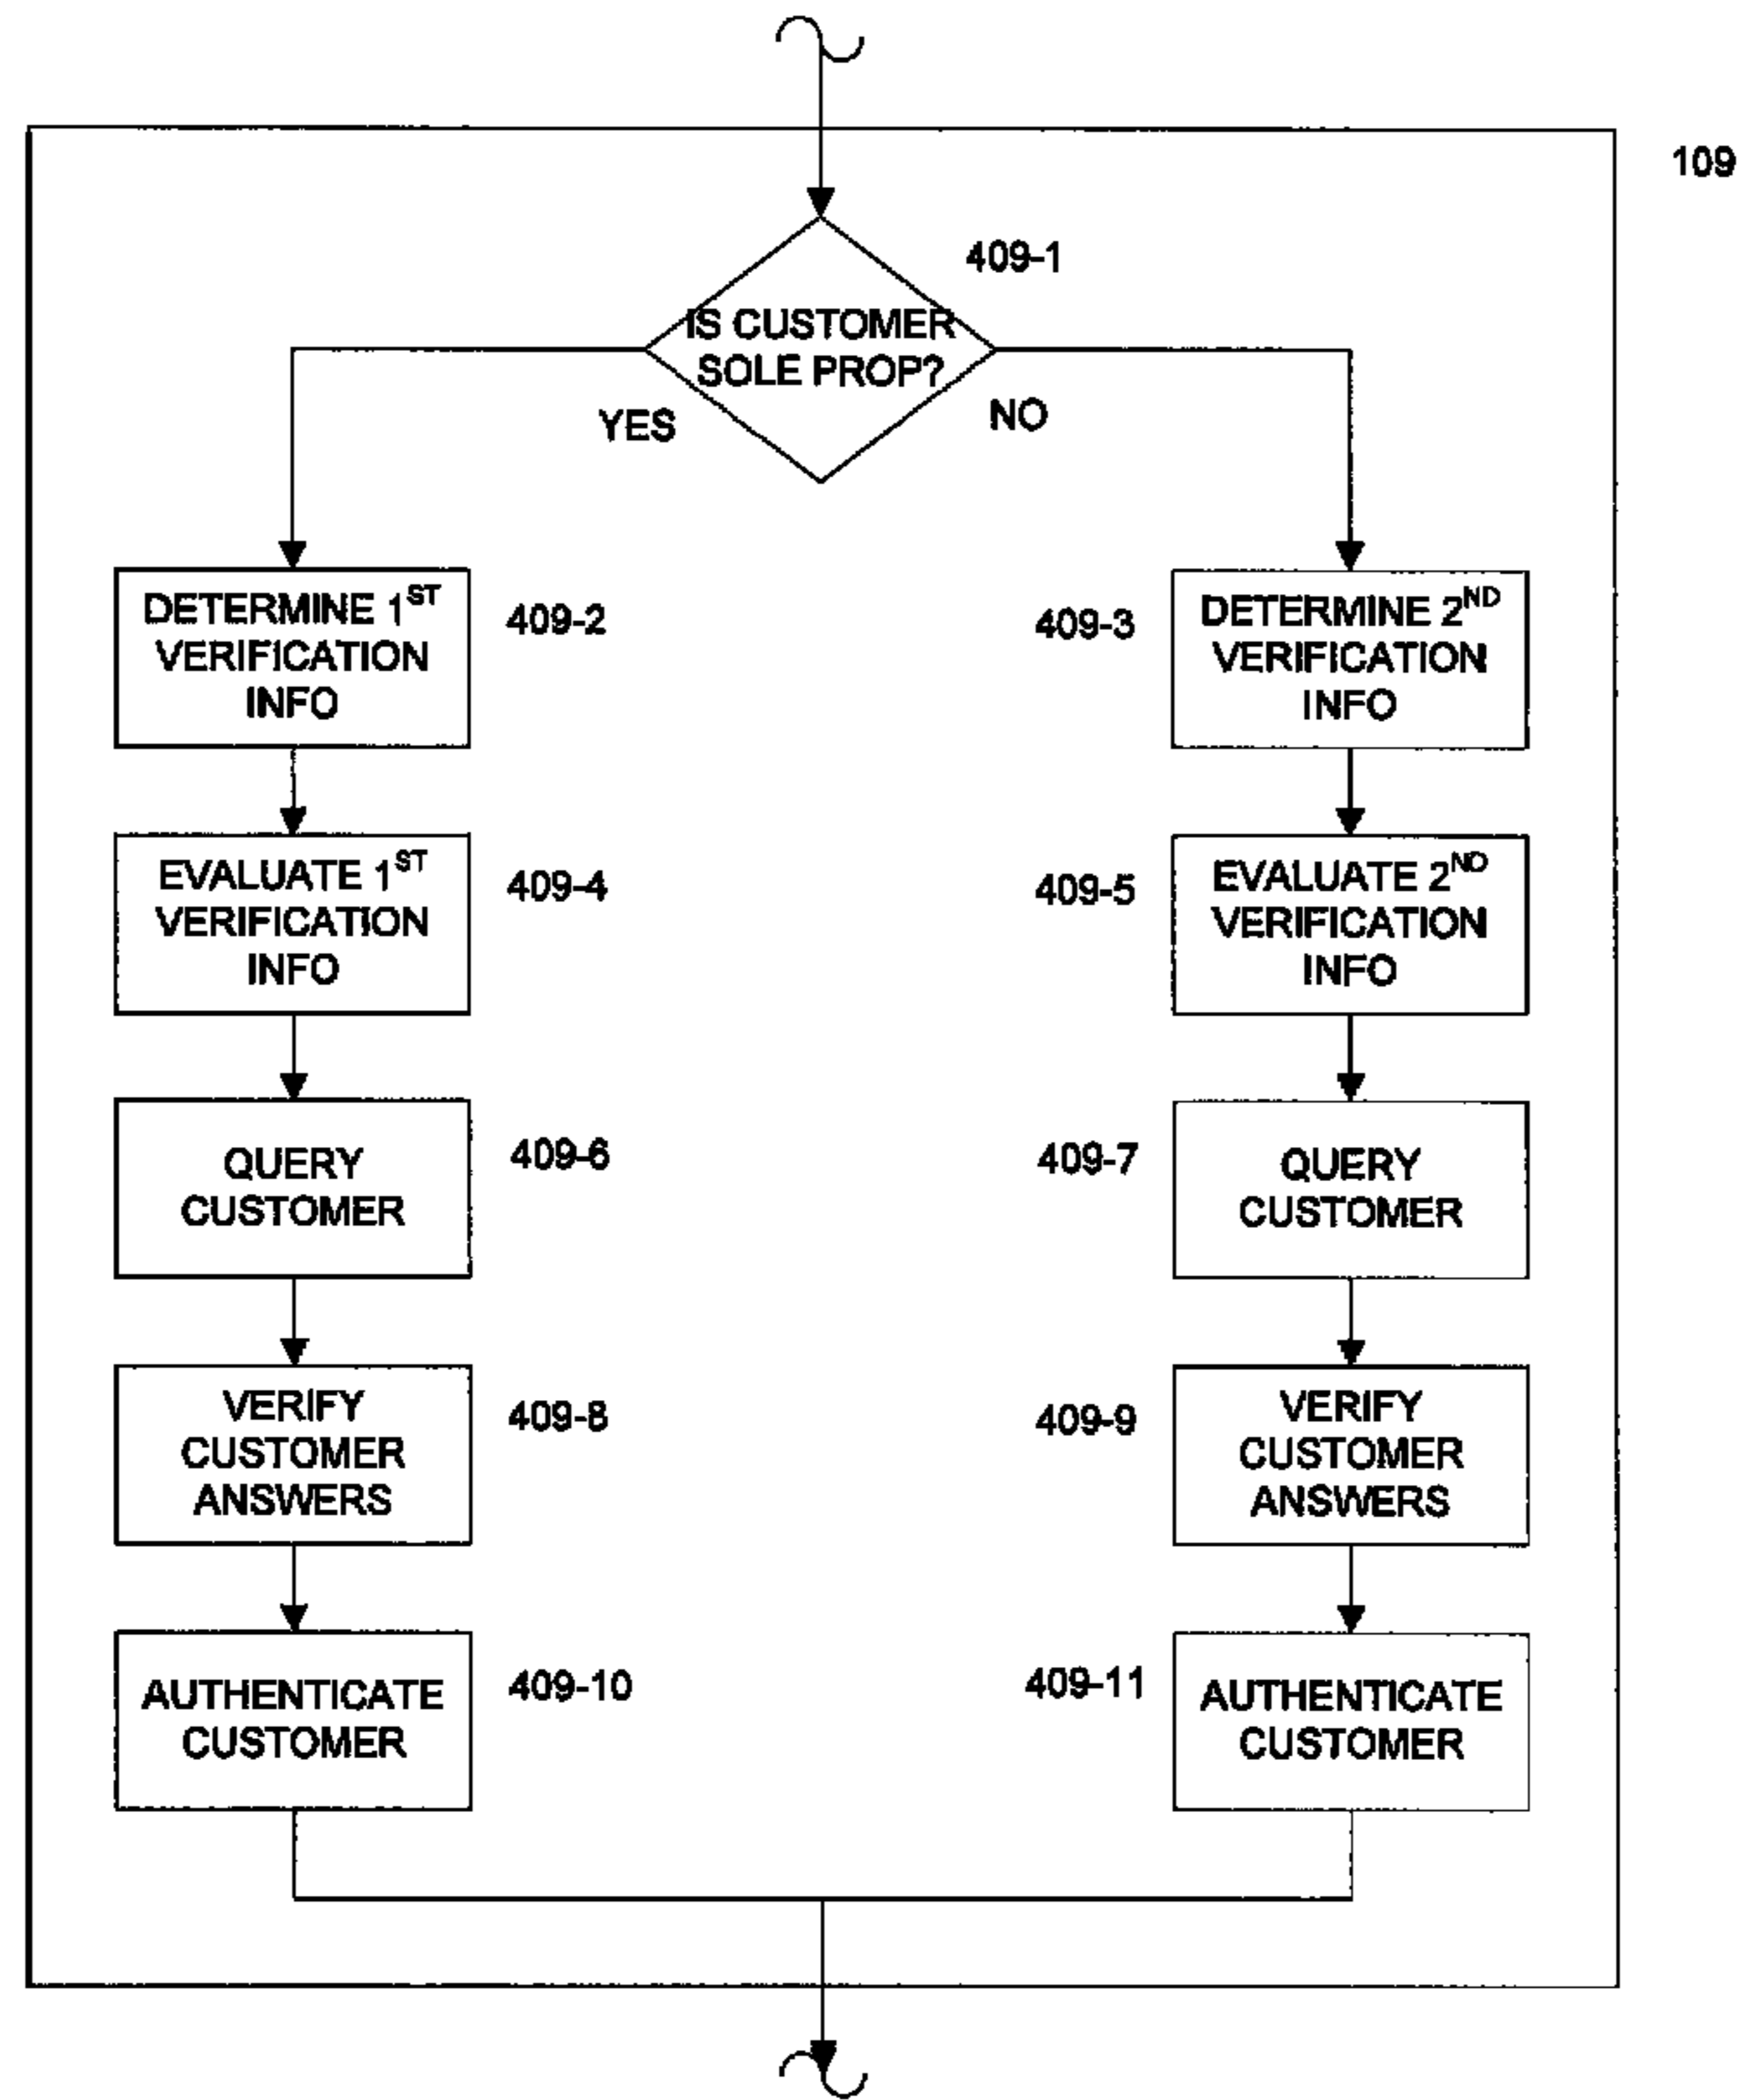 109
409-1
IS CUSTOMER
SOLE PROP?
YES
NO
DETERMINE 1ST
VERIFICATION
INFO
409-2
409-3
DETERMINE 2ND
VERIFICATION
INFO
EVALUATE 1ST
VERIFICATION
INFO
409-4
409-5
EVALUATE 2ND
VERIFICATION
INFO
QUERY
CUSTOMER
409-6
409-7
QUERY
CUSTOMER
VERIFY
CUSTOMER
ANSWERS
409-8
409-9
VERIFY
CUSTOMER
ANSWERS
AUTHENTICATE
CUSTOMER
409-10
409-11
AUTHENTICATE
CUSTOMER